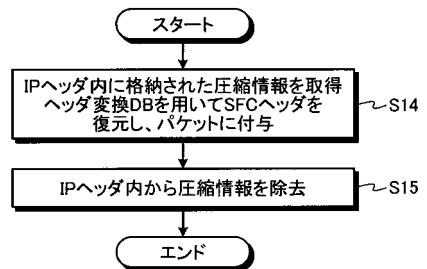 スタート
IPヘッダ内に格納された圧縮情報を取得
ヘッダ変換DBを用いてSFCヘッダを
復元し、パケットに付与
S14
IPヘッダ内から圧縮情報を除去
S15
エンド